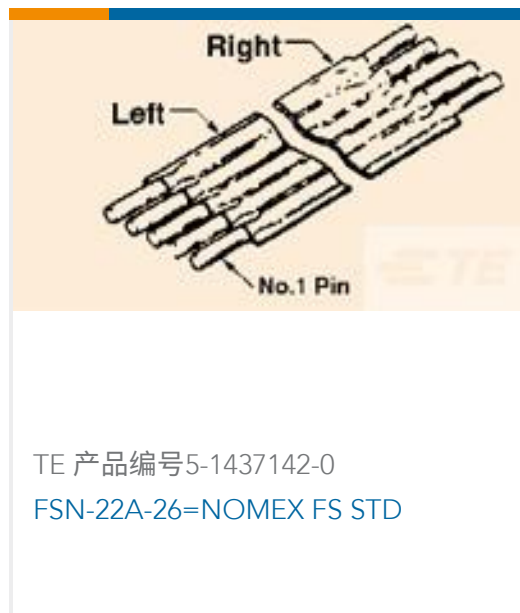 Right
Left
No.1 Pin
TE
TE 产品编号5-1437142-0
FSN-22A-26=NOMEX FS STD